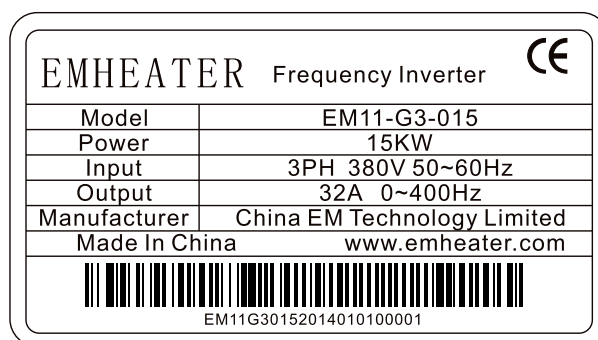 EMHEATER Frequency Inverter CE
Model EM11-G3-015
Power 15KW
Input 3PH 380V 50~60Hz
Output 32A 0~400Hz
Manufacturer China EM Technology Limited
Made In China www.emheater.com
EM11G30152014010100001